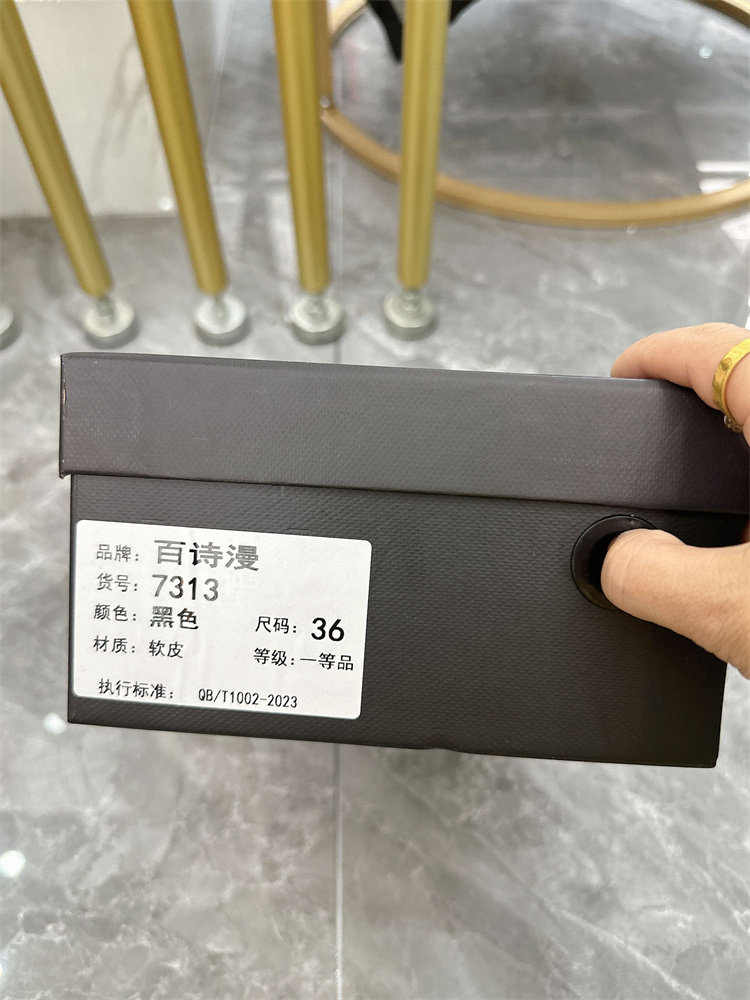 品牌：百诗漫
货号：7313
颜色：黑色 尺码：36
材质：软皮 等级：一等品
执行标准： QB/T1002-2023